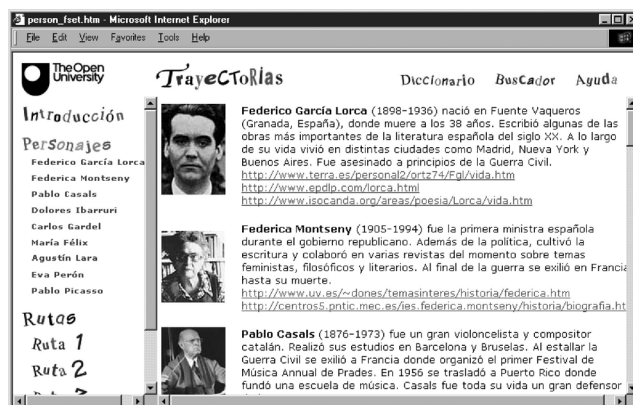 person_fset.htm - Microsoft Internet Explorer
File Edit View Favorites Tools Help
The Open
University
Trayectorias
Diccionario Buscador Ayuda
Introducción
Personajes
Federico García Lorca
Federica Montseny
Pablo Casals
Dolores Ibarruri
Carlos Gardel
María Félix
Agustín Lara
Eva Perón
Pablo Picasso
Rutas
Ruta 1
Ruta 2
Federico García Lorca (1898-1936) nació en Fuente Vaqueros
(Granada, España), donde muere a los 38 años. Escribió algunas de las
obras más importantes de la literatura española del siglo XX. A lo largo
de su vida vivió en distintas ciudades como Madrid, Nueva York y
Buenos Aires. Fue asesinado a principios de la Guerra Civil.
http://www.terra.es/personal2/ortz74/Fgl/vida.htm
http://www.epdlp.com/lorca.html
http://www.isocanda.org/areas/poesia/Lorca/vida.htm
Federica Montseny (1905-1994) fue la primera ministra española
durante el gobierno republicano. Además de la política, cultivó la
escritura y colaboró en varias revistas del momento sobre temas
feministas, filosóficos y literarios. Al final de la guerra se exilió en Francia
hasta su muerte.
http://www.uv.es/~dones/temasinteres/historia/federica.htm
http://centros5.pntic.mec.es/ies.federica.montseny/historia/biografia.ht
Pablo Casals (1876-1973) fue un gran violoncelista y compositor
catalán. Realizó sus estudios en Barcelona y Bruselas. Al estallar la
Guerra Civil se exilió a Francia donde organizó el primer Festival de
Música Annual de Prades. En 1956 se trasladó a Puerto Rico donde
fundó una escuela de música. Casals fue toda su vida un gran defensor